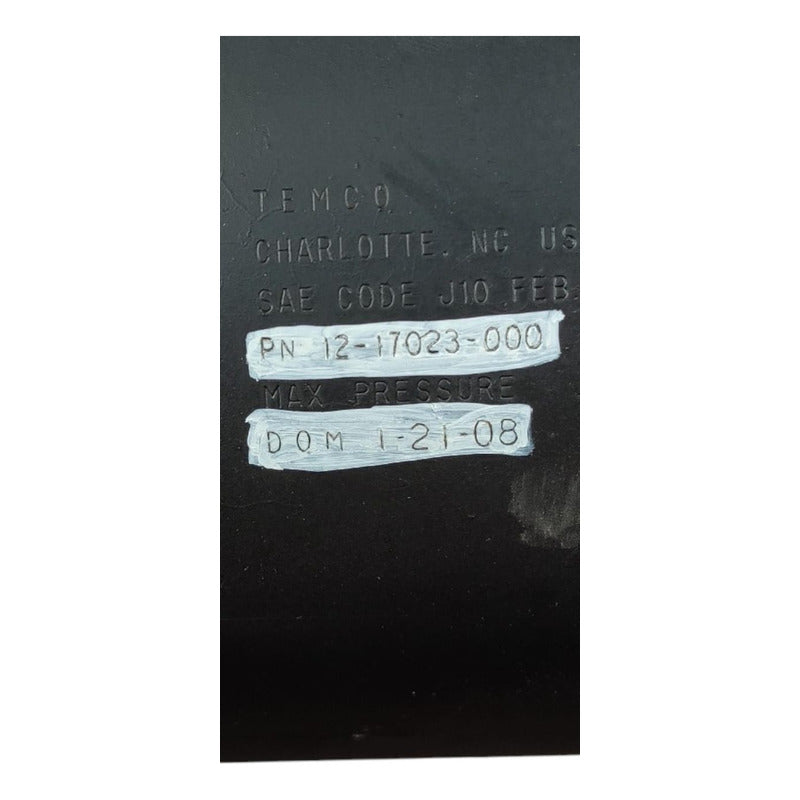 TEMCO
CHARLOTTE, NC US
SAE CODE J10 FEB
PN 12-17023-000
MAX PRESSURE
DOM 1-21-08